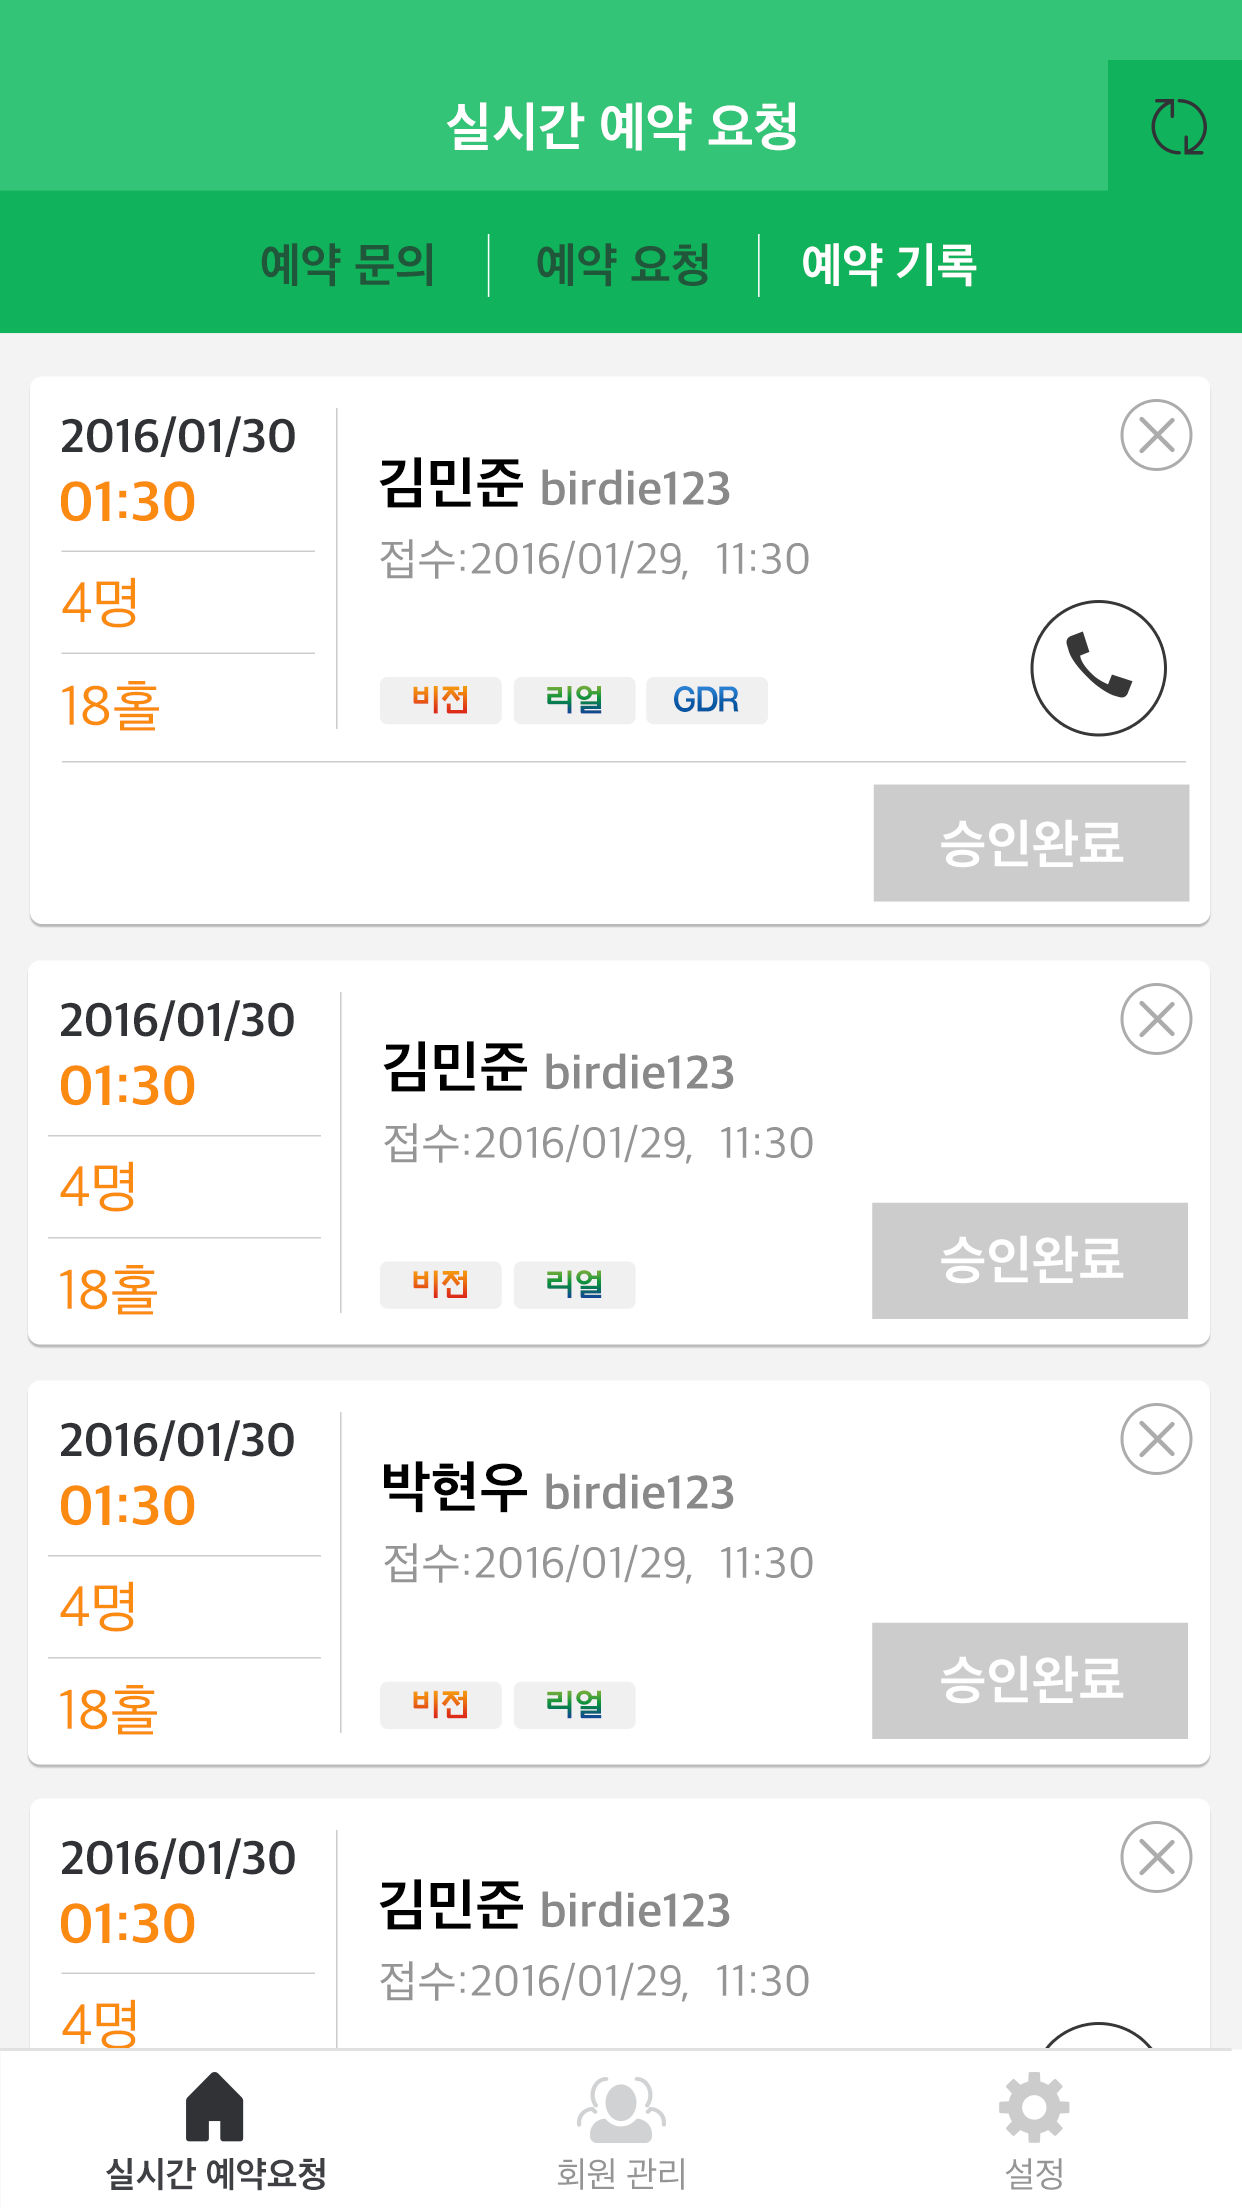 실시간 예약 요청
예약 문의 예약 요청 예약 기록
2016/01/30
01:30
4명
18홀
김민준 birdie123
접수:2016/01/29, 11:30
비전 리얼 GDR
승인완료
2016/01/30
01:30
4명
18홀
김민준 birdie123
접수:2016/01/29, 11:30
비전 리얼
승인완료
2016/01/30
01:30
4명
18홀
박현우 birdie123
접수:2016/01/29, 11:30
비전 리얼
승인완료
2016/01/30
01:30
4명
김민준 birdie123
접수:2016/01/29, 11:30
실시간 예약요청 회원 관리 설정